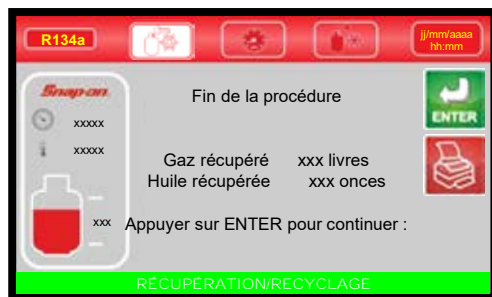 R134a
jj/mm/aaaa
hh:mm
Snap-on
Fin de la procédure
ENTER
xxxxx
xxxxx
Gaz récupéré xxx livres
Huile récupérée xxx onces
xxx
Appuyer sur ENTER pour continuer :
RÉCUPÉRATION/RECYCLAGE